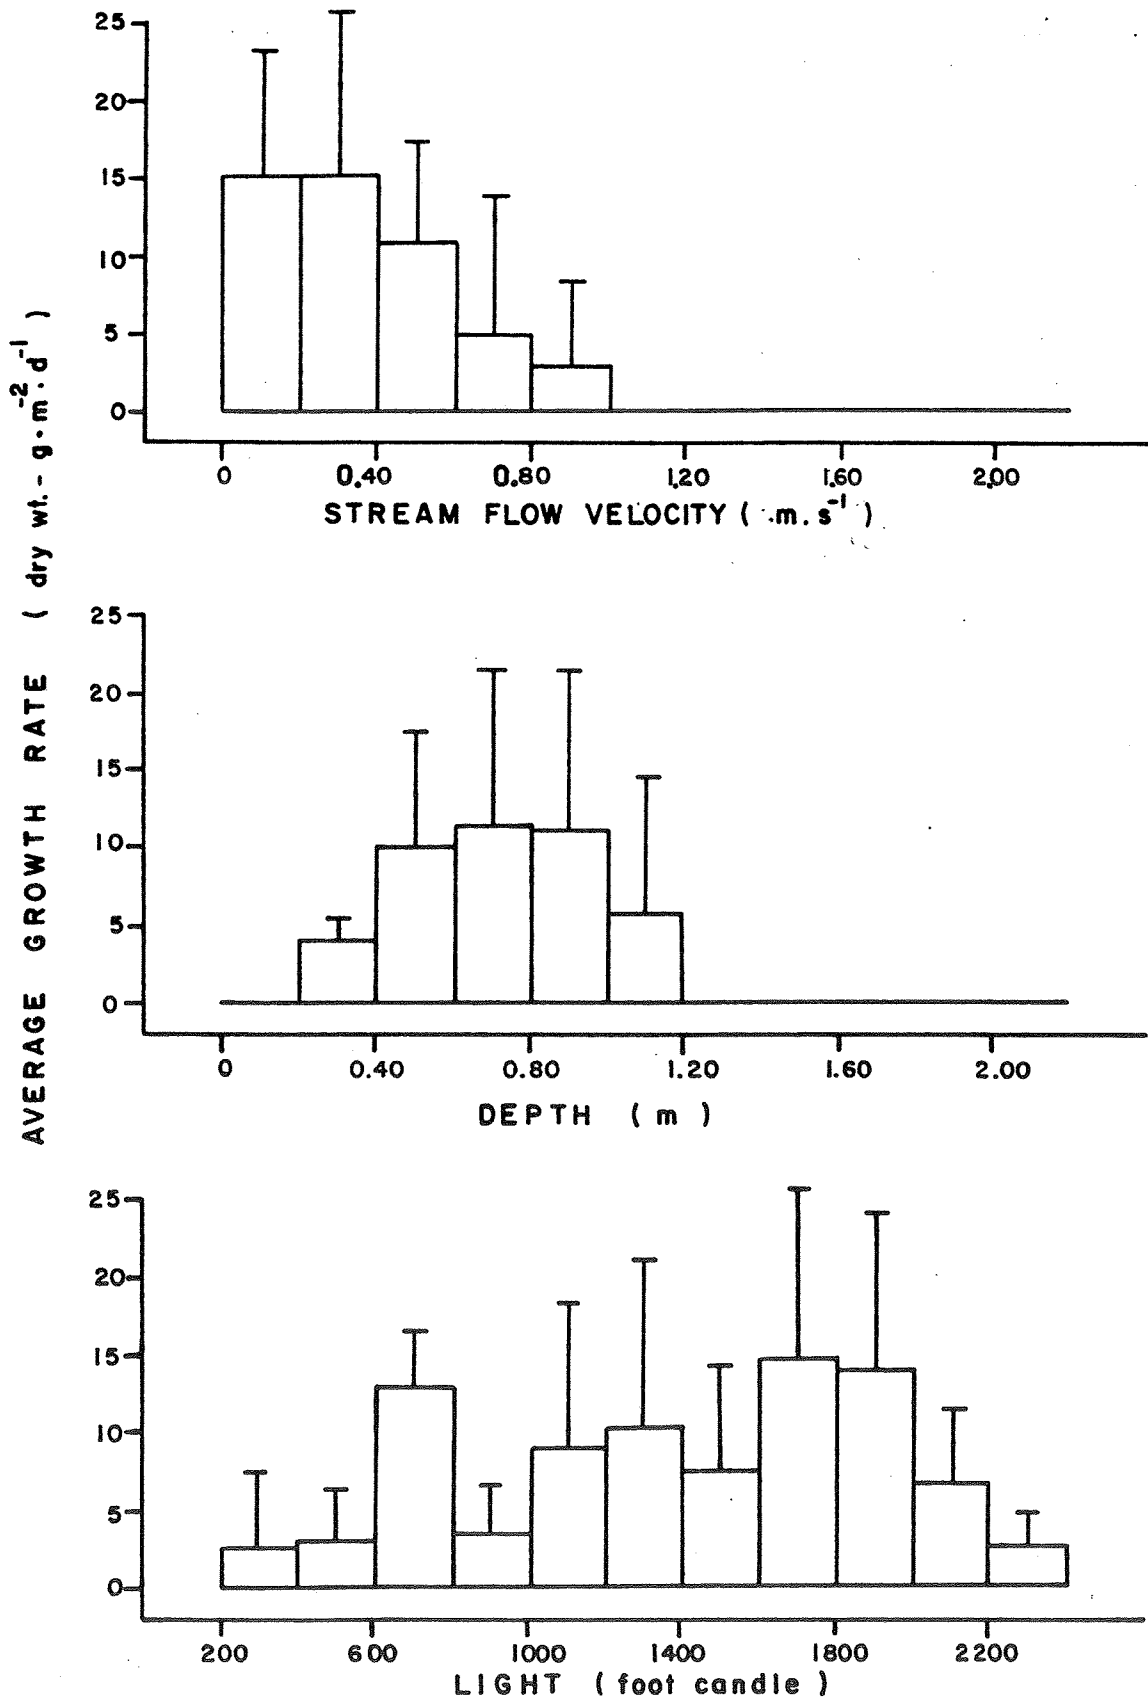 AVERAGE GROWTH RATE ( dry wt.- g·m⁻²·d⁻¹ )
25
20
15
10
5
0
0 0.40 0.80 1.20 1.60 2.00
STREAM FLOW VELOCITY ( m.s⁻¹ )
25
20
15
10
5
0
0 0.40 0.80 1.20 1.60 2.00
DEPTH ( m )
25
20
15
10
5
0
200 600 1000 1400 1800 2200
LIGHT ( foot candle )